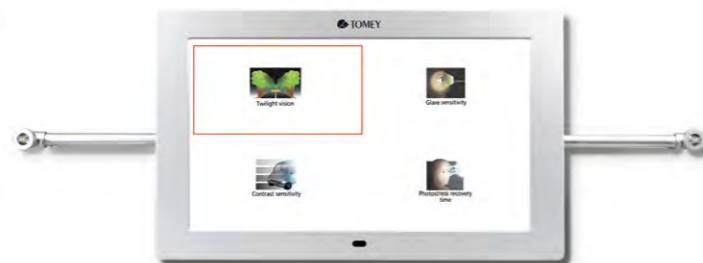 TOMEY
Twilight vision
Glare sensitivity
Contrast sensitivity
Photostress recovery
time